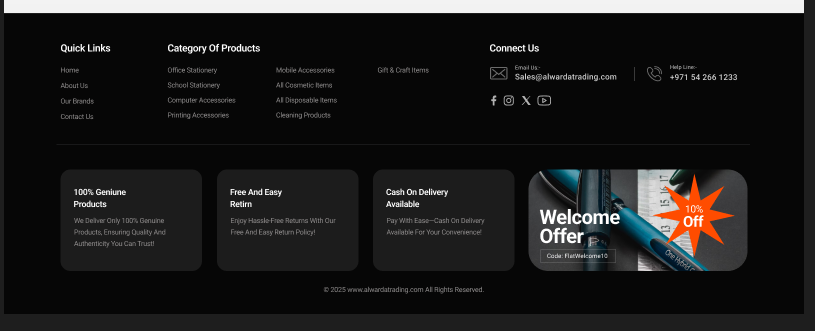 Quick Links
Home
About Us
Our Brands
Contact Us
Category Of Products
Office Stationery
School Stationery
Computer Accessories
Printing Accessories
Mobile Accessories
All Cosmetic Items
All Disposable Items
Cleaning Products
Gift & Craft Items
Connect Us
Email Us:-
Sales@alwardatrading.com
Help Line:-
+971 54 266 1233
100% Geniune
Products
We Deliver Only 100% Genuine
Products, Ensuring Quality And
Authenticity You Can Trust!
Free And Easy
Retirn
Enjoy Hassle-Free Returns With Our
Free And Easy Return Policy!
Cash On Delivery
Available
Pay With Ease—Cash On Delivery
Available For Your Convenience!
Welcome
Offer
Code: FlatWelcome10
10%
Off
15
16
17
One Hybrid
© 2025 www.alwardatrading.com All Rights Reserved.